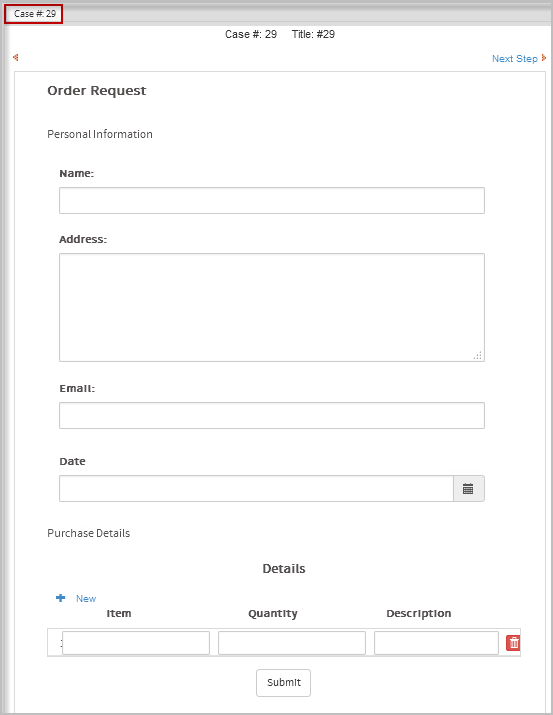 Case #: 29
Case #: 29 Title: #29
Next Step
Order Request
Personal Information
Name:
Address:
Email:
Date
Purchase Details
Details
New
Item Quantity Description
Submit